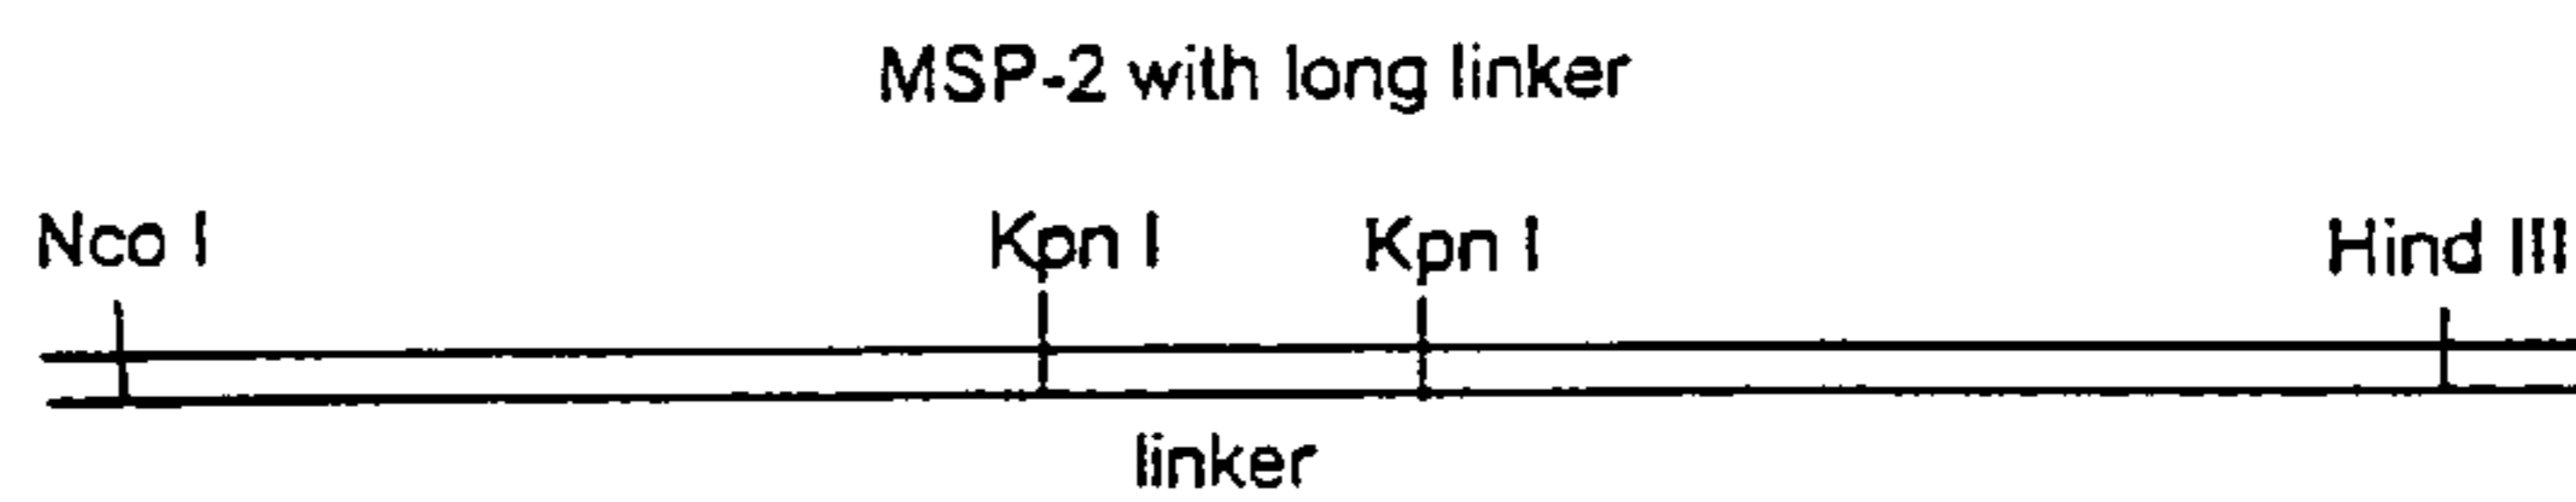 MSP-2 with long linker
Nco I Kpn I Kpn I Hind III
linker